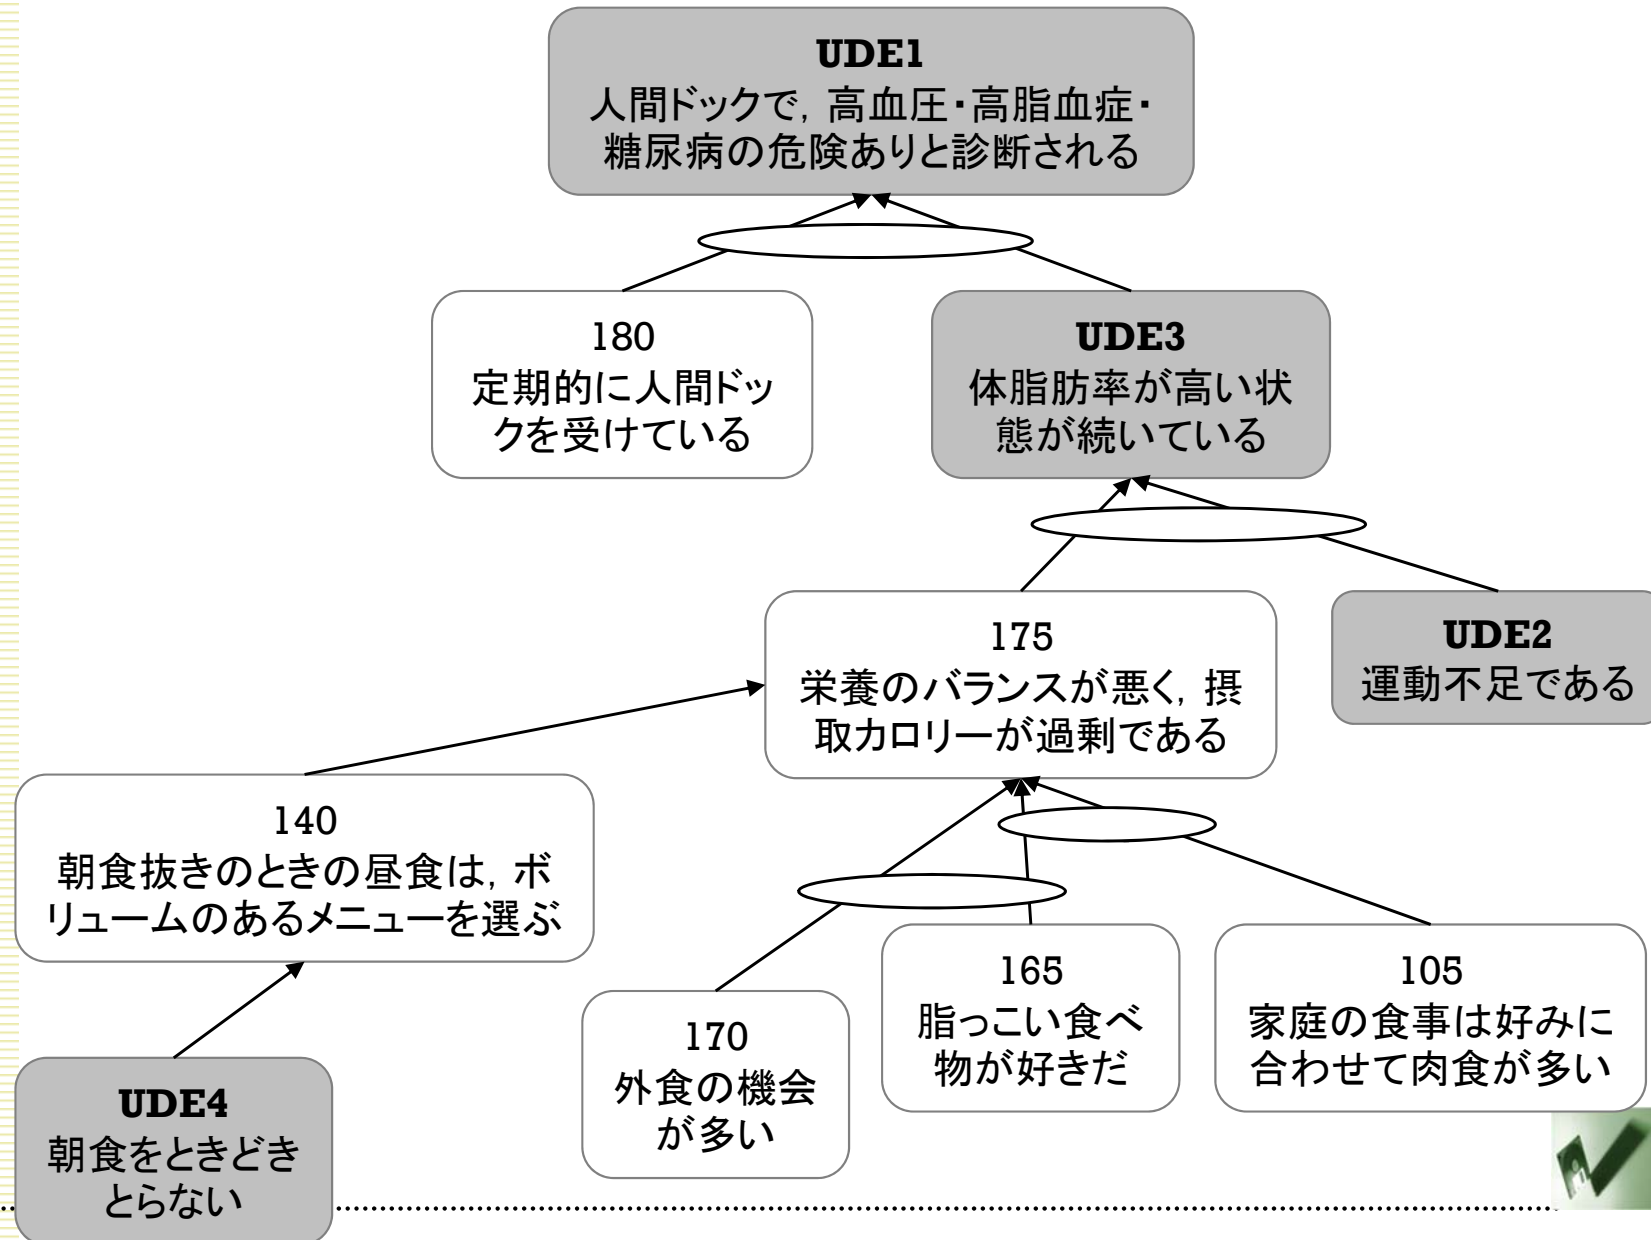 UDE1
人間ドックで, 高血圧・高脂血症・
糖尿病の危険ありと診断される
180
定期的に人間ドッ
クを受けている
UDE3
体脂肪率が高い状
態が続いている
175
栄養のバランスが悪く, 摂
取カロリーが過剰である
UDE2
運動不足である
140
朝食抜きのときの昼食は, ボ
リュームのあるメニューを選ぶ
170
外食の機会
が多い
165
脂っこい食べ
物が好きだ
105
家庭の食事は好みに
合わせて肉食が多い
UDE4
朝食をときどき
とらない